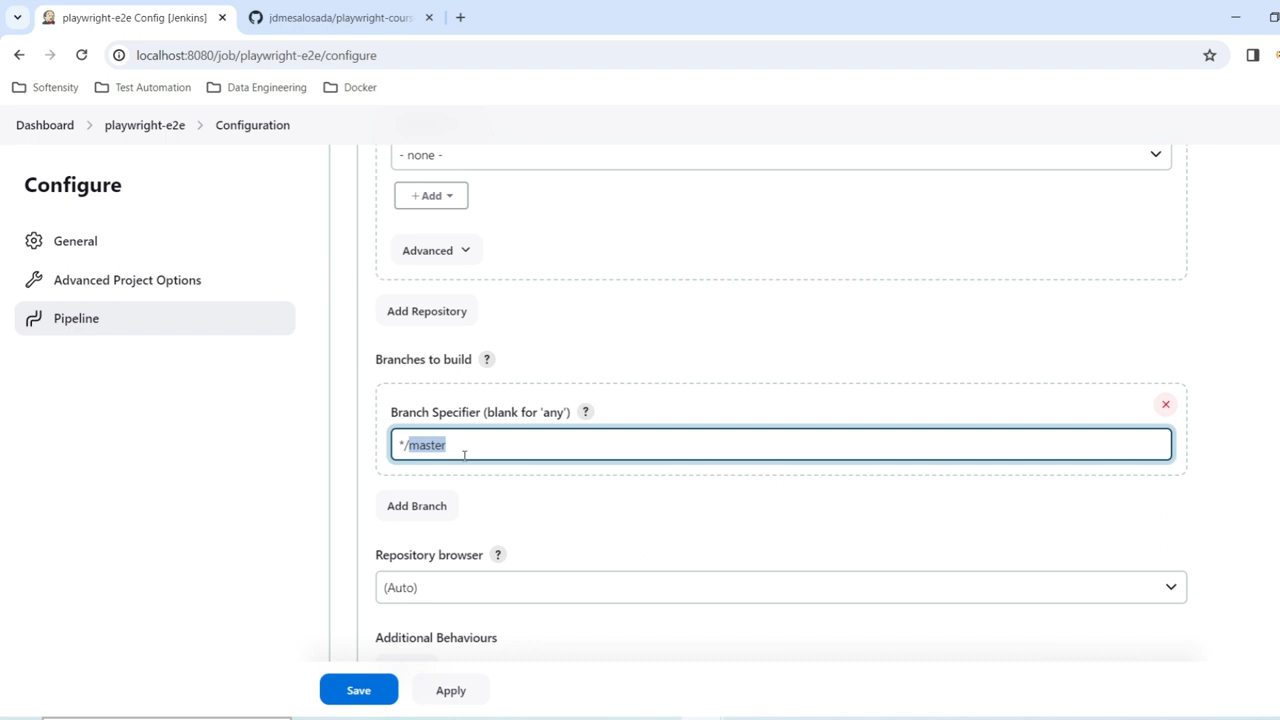 playwright-e2e Config [Jenkins]
jdmesalosada/playwright-cours
localhost:8080/job/playwright-e2e/configure
Softensity
Test Automation
Data Engineering
Docker
Dashboard > playwright-e2e > Configuration
Configure
General
Advanced Project Options
Pipeline
- none -
+ Add
Advanced
Add Repository
Branches to build ?
Branch Specifier (blank for 'any') ?
*/master
Add Branch
Repository browser ?
(Auto)
Additional Behaviours
Save
Apply